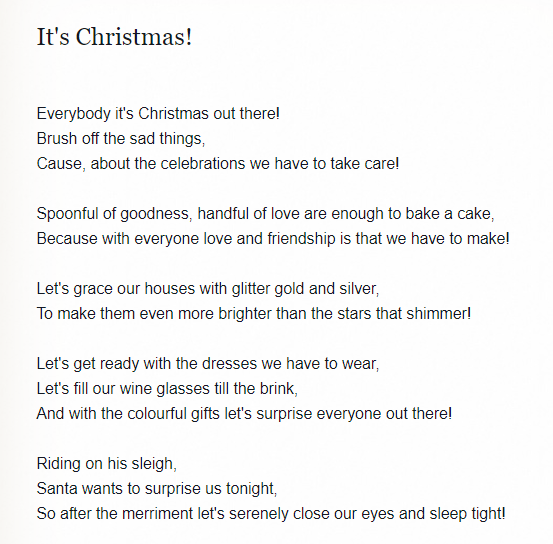 It's Christmas!
Everybody it's Christmas out there!
Brush off the sad things,
Cause, about the celebrations we have to take care!
Spoonful of goodness, handful of love are enough to bake a cake,
Because with everyone love and friendship is that we have to make!
Let's grace our houses with glitter gold and silver,
To make them even more brighter than the stars that shimmer!
Let's get ready with the dresses we have to wear,
Let's fill our wine glasses till the brink,
And with the colourful gifts let's surprise everyone out there!
Riding on his sleigh,
Santa wants to surprise us tonight,
So after the merriment let's serenely close our eyes and sleep tight!